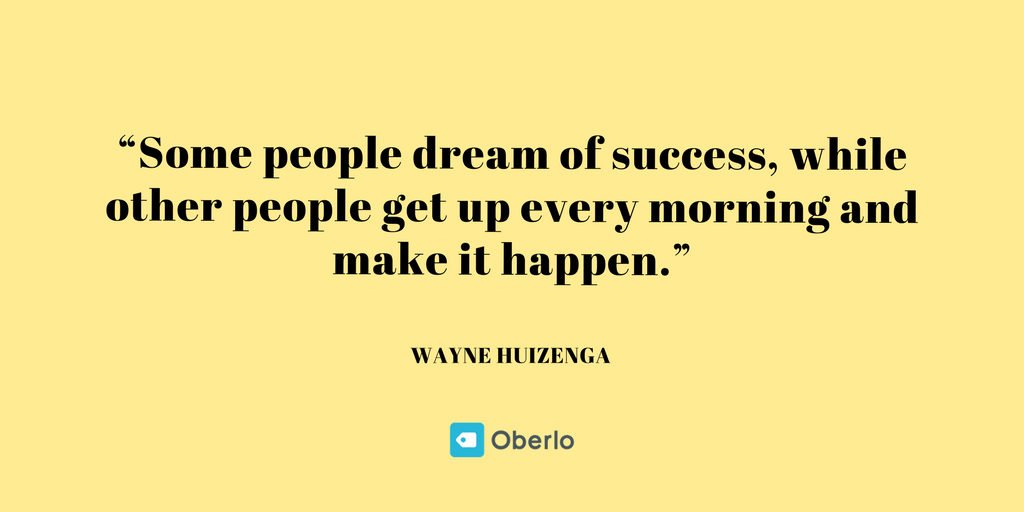 “Some people dream of success, while
other people get up every morning and
make it happen.”
WAYNE HUIZENGA
Oberlo